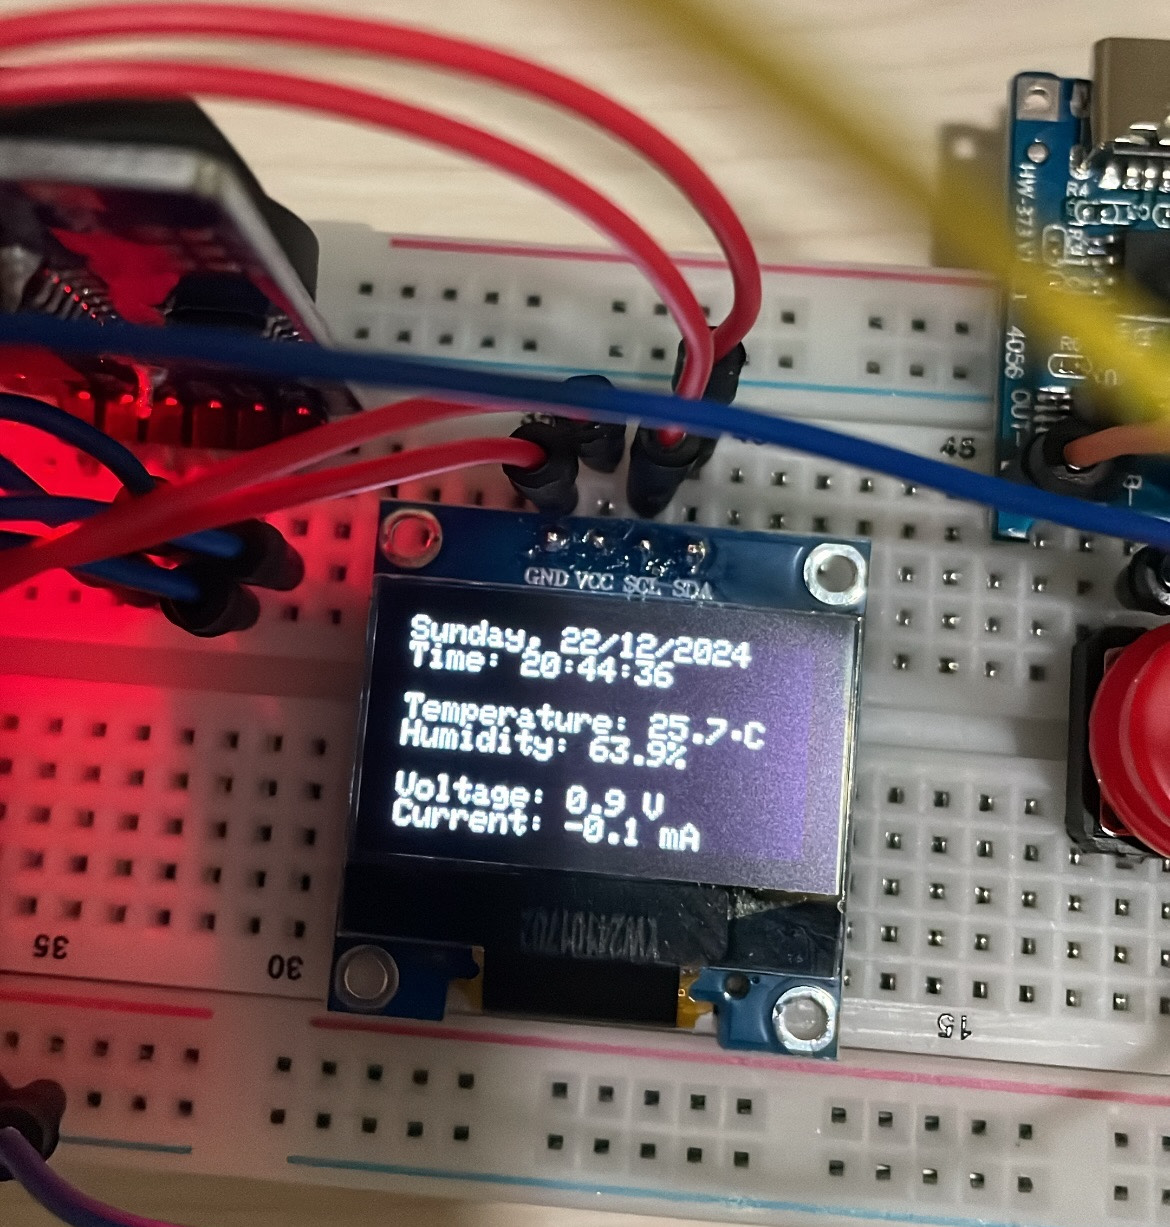 HW-373 V1
R4
4056
OUT-
B-
45
GND VCC SCL SDA
Sunday, 22/12/2024
Time: 20:44:36
Temperature: 25.7·C
Humidity: 63.9%
Voltage: 0.9 V
Current: -0.1 mA
35
30
15